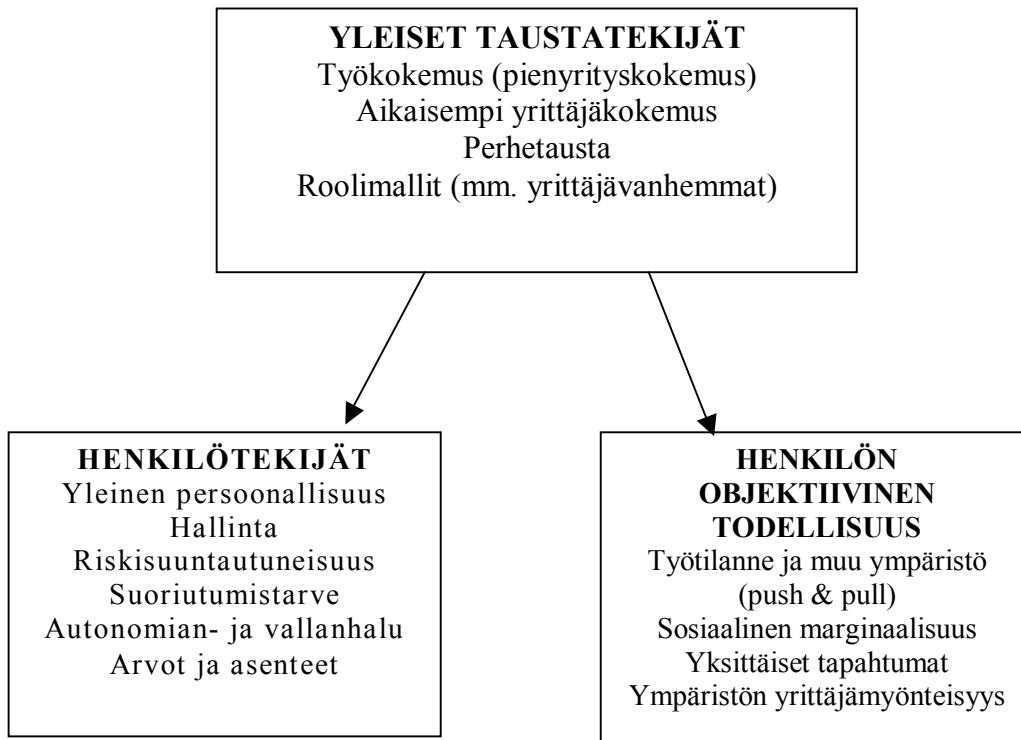 YLEISET TAUSTATEKIJÄT
Työkokemus (pienyrityskokemus)
Aikaisempi yrittäjäkokemus
Perhetausta
Roolimallit (mm. yrittäjävanhemmat)
HENKILÖTEKIJÄT
Yleinen persoonallisuus
Hallinta
Riskisuuntautuneisuus
Suoriutumistarve
Autonomian- ja vallanhalu
Arvot ja asenteet
HENKILÖN
OBJEKTIIVINEN
TODELLISUUS
Työtilanne ja muu ympäristö
(push & pull)
Sosiaalinen marginaalisuus
Yksittäiset tapahtumat
Ympäristön yrittäjämyönteisyys